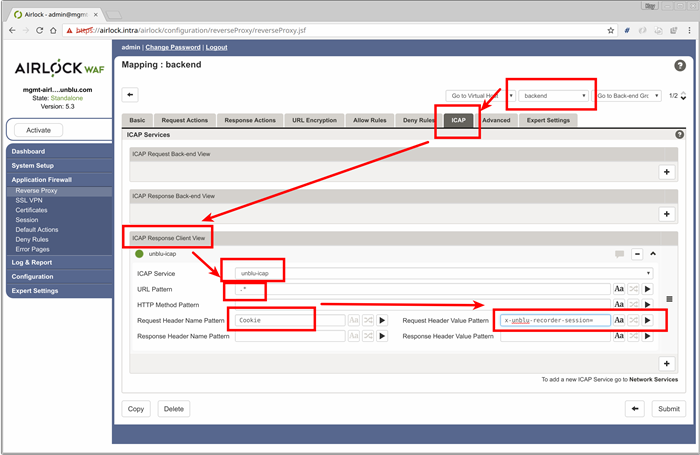 Airlock - admin@mgmt
https://airlock.intra/airlock/configuration/reverseProxy/reverseProxy.jsf
admin | Change Password | Logout
AIRLOCK WAF
mgmt-airl....unblu.com
State: Standalone
Version: 5.3
Activate
Dashboard
System Setup
Application Firewall
Reverse Proxy
SSL VPN
Certificates
Session
Default Actions
Deny Rules
Error Pages
Log & Report
Configuration
Expert Settings
Mapping : backend
Go to Virtual Host backend Go to Back-end Gro 1/2
Basic Request Actions Response Actions URL Encryption Allow Rules Deny Rules ICAP Advanced Expert Settings
ICAP Services
ICAP Request Back-end View
ICAP Response Back-end View
ICAP Response Client View
unblu-icap
ICAP Service unblu-icap
URL Pattern .* Aa
HTTP Method Pattern Aa
Request Header Name Pattern Cookie Aa Request Header Value Pattern x-unblu-recorder-session= Aa
Response Header Name Pattern Aa Response Header Value Pattern Aa
To add a new ICAP Service go to Network Services
Copy Delete Submit